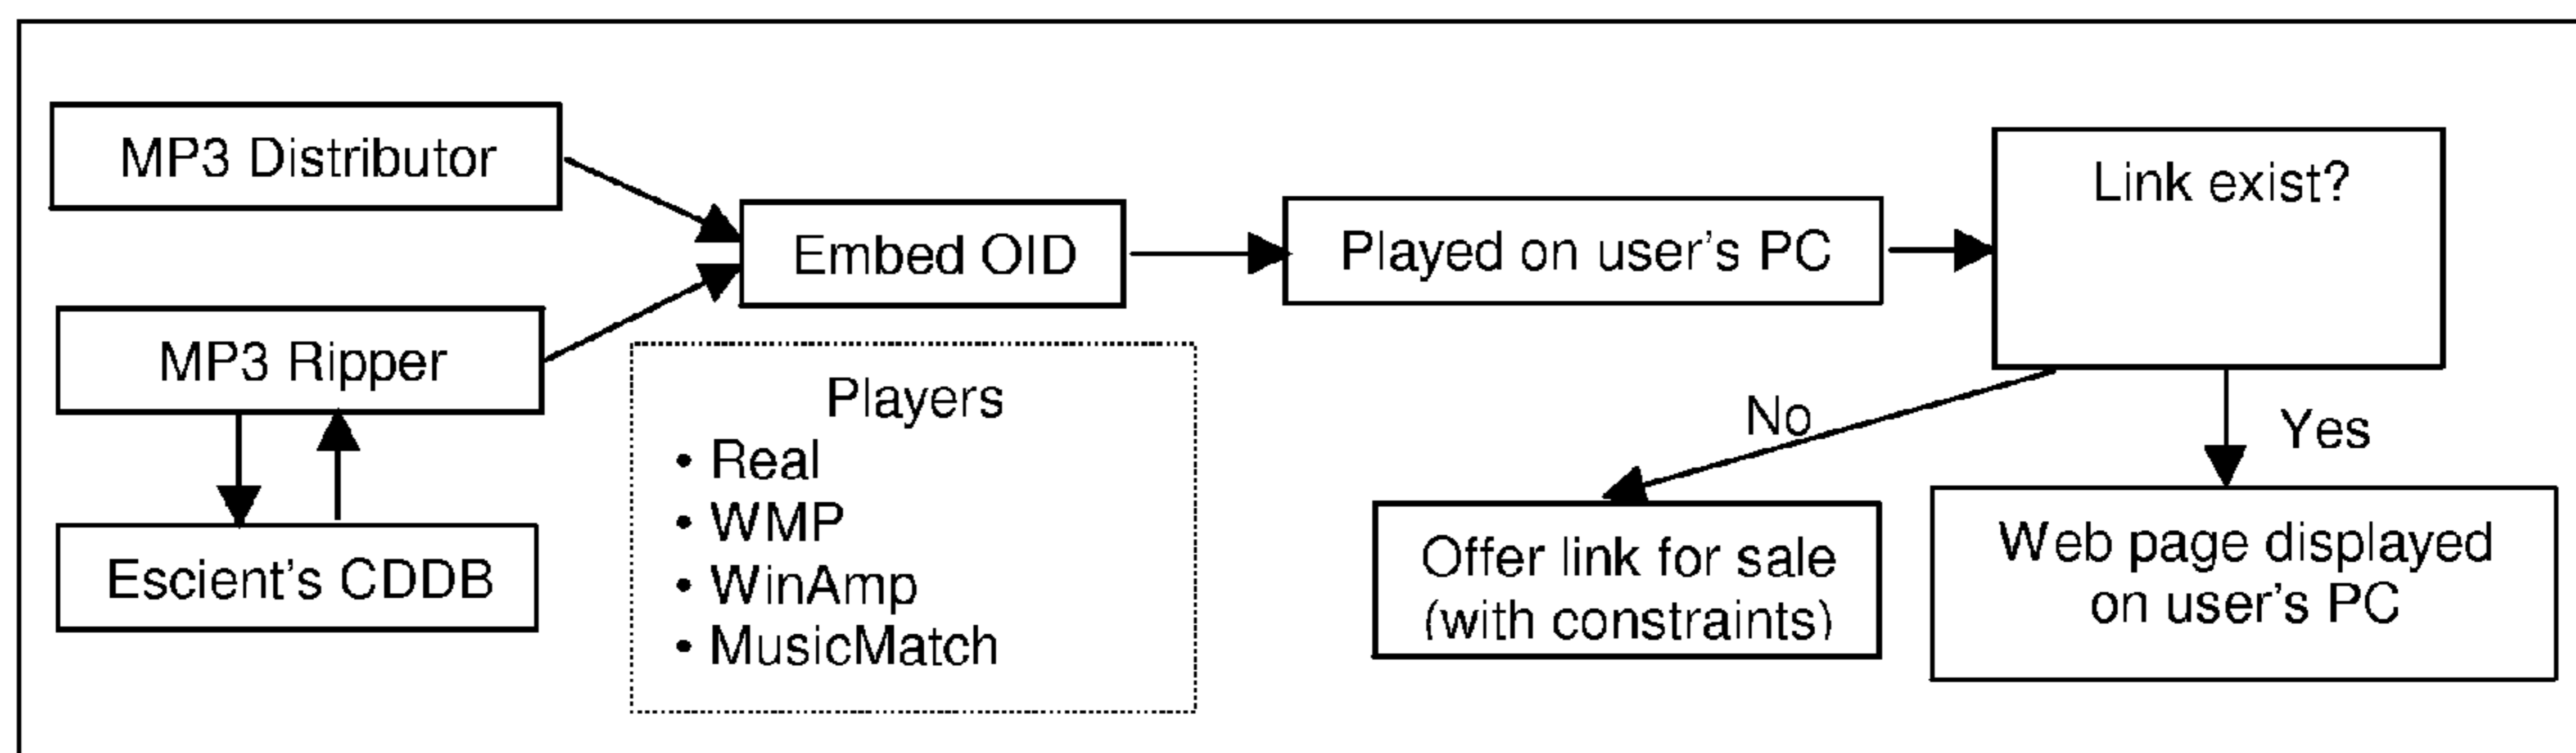 MP3 Distributor
MP3 Ripper
Escient's CDDB
Embed OID
Players
• Real
• WMP
• WinAmp
• MusicMatch
Played on user's PC
Link exist?
No
Yes
Offer link for sale
(with constraints)
Web page displayed
on user's PC